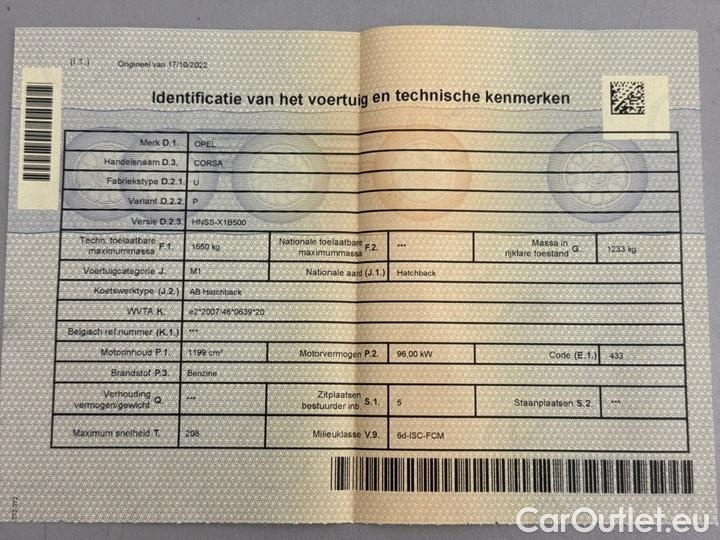 (I.1.) Origineel van 17/10/2022
Identificatie van het voertuig en technische kenmerken
Merk D.1. OPEL
Handelsnaam D.3. CORSA
Fabriekstype D.2.1. U
Variant D.2.2. P
Versie D.2.3. HNSS-X1B500
Techn. toelaatbare maximummassa F.1. 1650 kg Nationale toelaatbare maximummassa F.2. *** Massa in rijklare toestand G. 1233 kg
Voertuigcategorie J. M1 Nationale aard (J.1.) Hatchback
Koetswerktype (J.2.) AB Hatchback
WVTA K. e2*2007/46*0639*20
Belgisch ref.nummer (K.1.) ***
Motorinhoud P.1. 1199 cm³ Motorvermogen P.2. 96,00 kW Code (E.1.) 433
Brandstof P.3. Benzine
Verhouding vermogen/gewicht Q. *** Zitplaatsen bestuurder inb. S.1. 5 Staanplaatsen S.2. ***
Maximum snelheid T. 208 Milieuklasse V.9. 6d-ISC-FCM
CarOutlet.eu